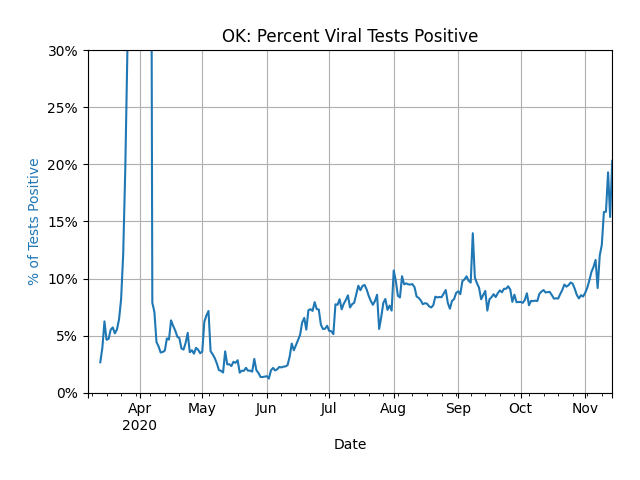 OK: Percent Viral Tests Positive
30%
25%
20%
15%
10%
5%
0%
% of Tests Positive
Apr May Jun Jul Aug Sep Oct Nov
2020
Date